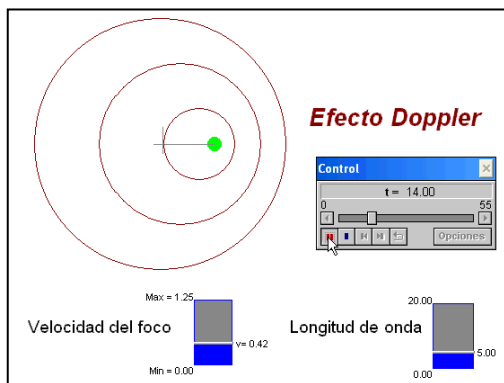 Efecto Doppler
Control
t = 14.00
0 55
Opciones
Max = 1.25
Velocidad del foco
v= 0.42
Min = 0.00
20.00
Longitud de onda
5.00
0.00